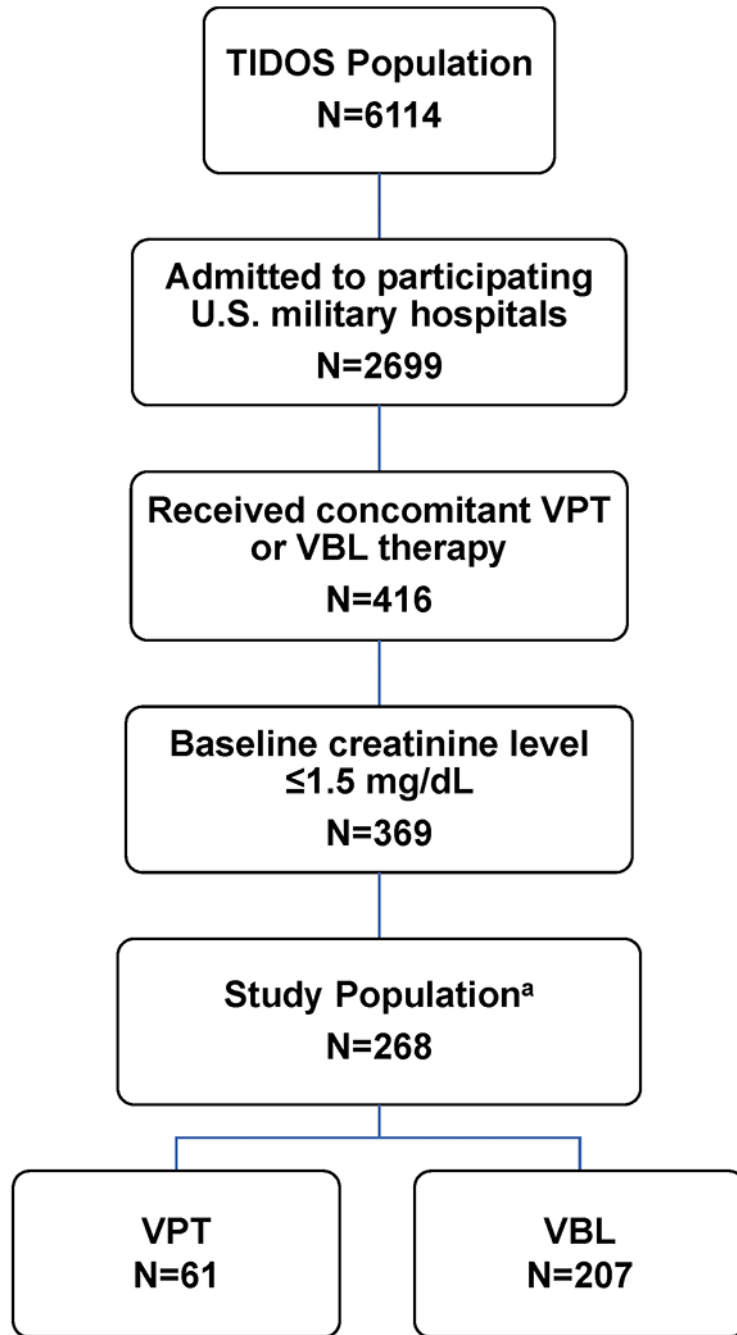 TIDOS Population
N=6114
Admitted to participating
U.S. military hospitals
N=2699
Received concomitant VPT
or VBL therapy
N=416
Baseline creatinine level
≤1.5 mg/dL
N=369
Study Populationᵃ
N=268
VPT
N=61
VBL
N=207